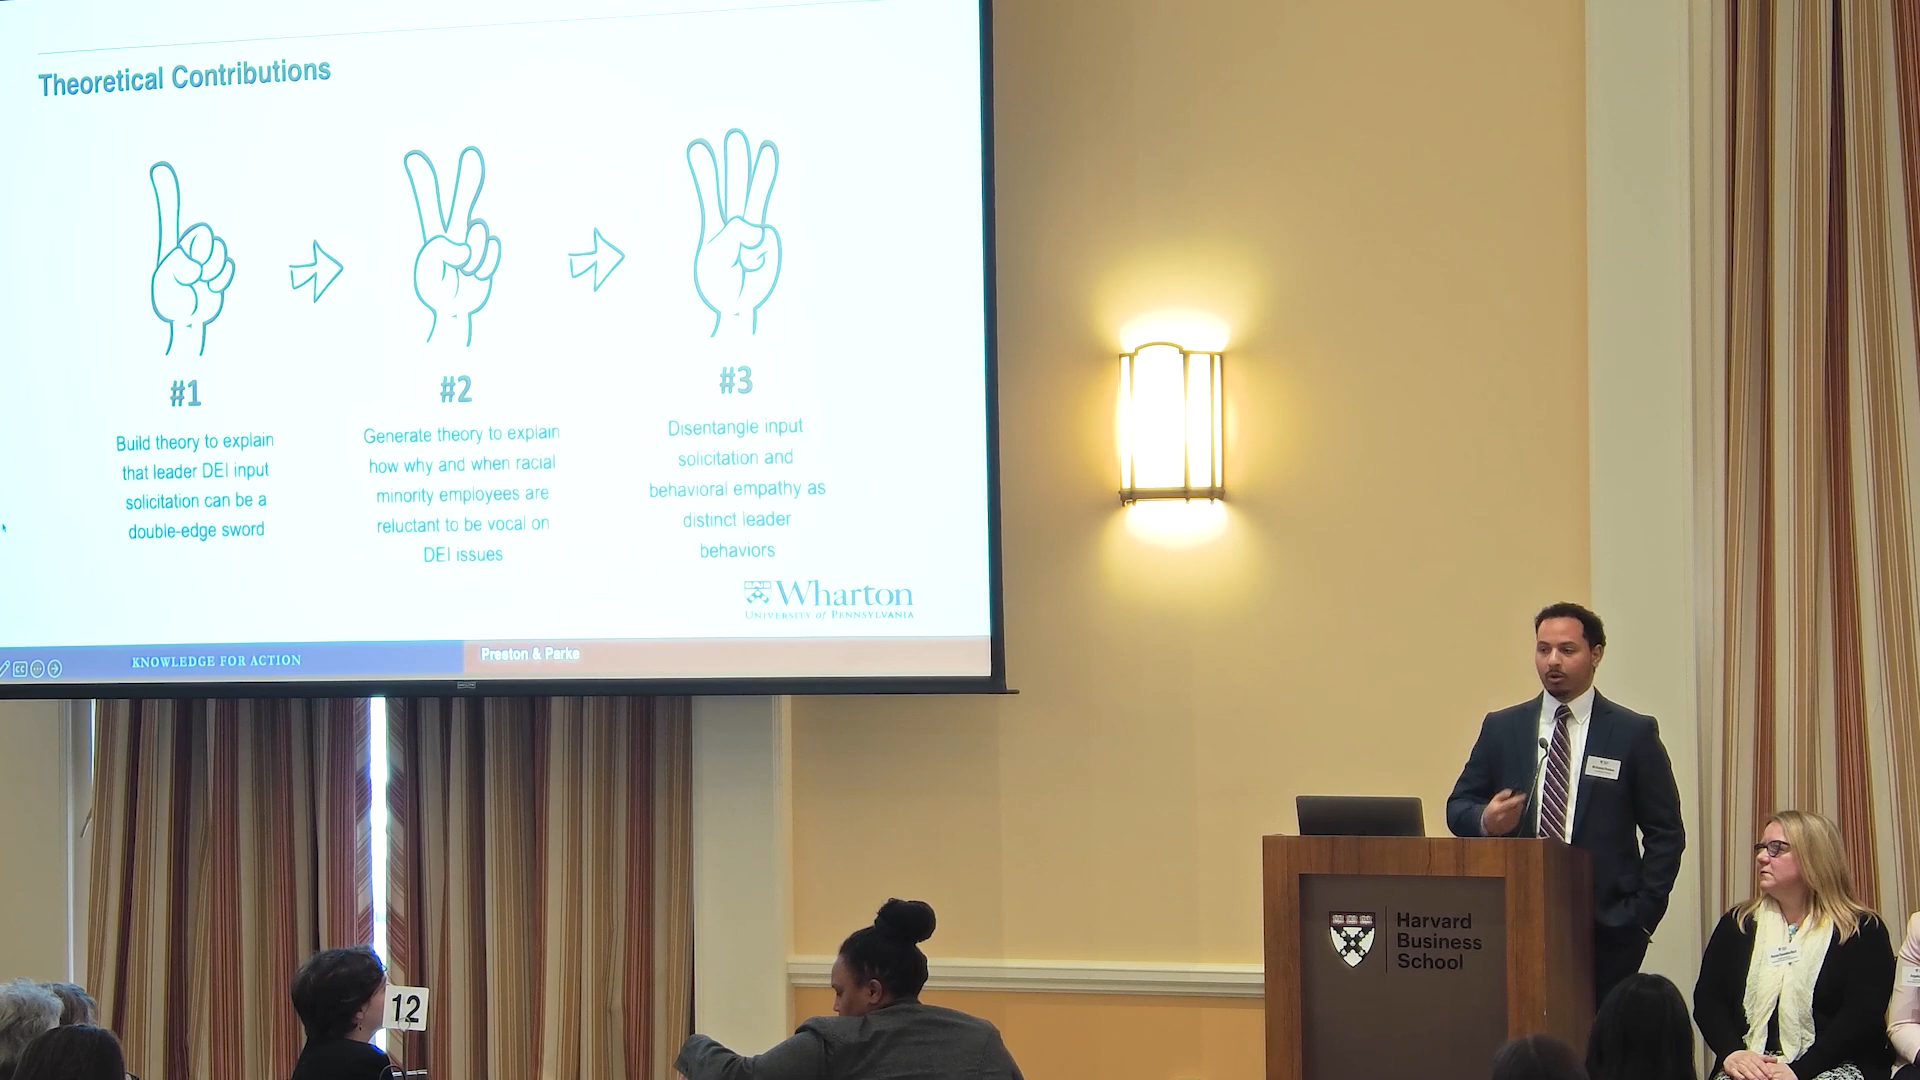 Theoretical Contributions
#1
Build theory to explain
that leader DEI input
solicitation can be a
double-edge sword
#2
Generate theory to explain
how why and when racial
minority employees are
reluctant to be vocal on
DEI issues
#3
Disentangle input
solicitation and
behavioral empathy as
distinct leader
behaviors
Wharton
UNIVERSITY of PENNSYLVANIA
KNOWLEDGE FOR ACTION
Preston & Parke
12
Harvard
Business
School